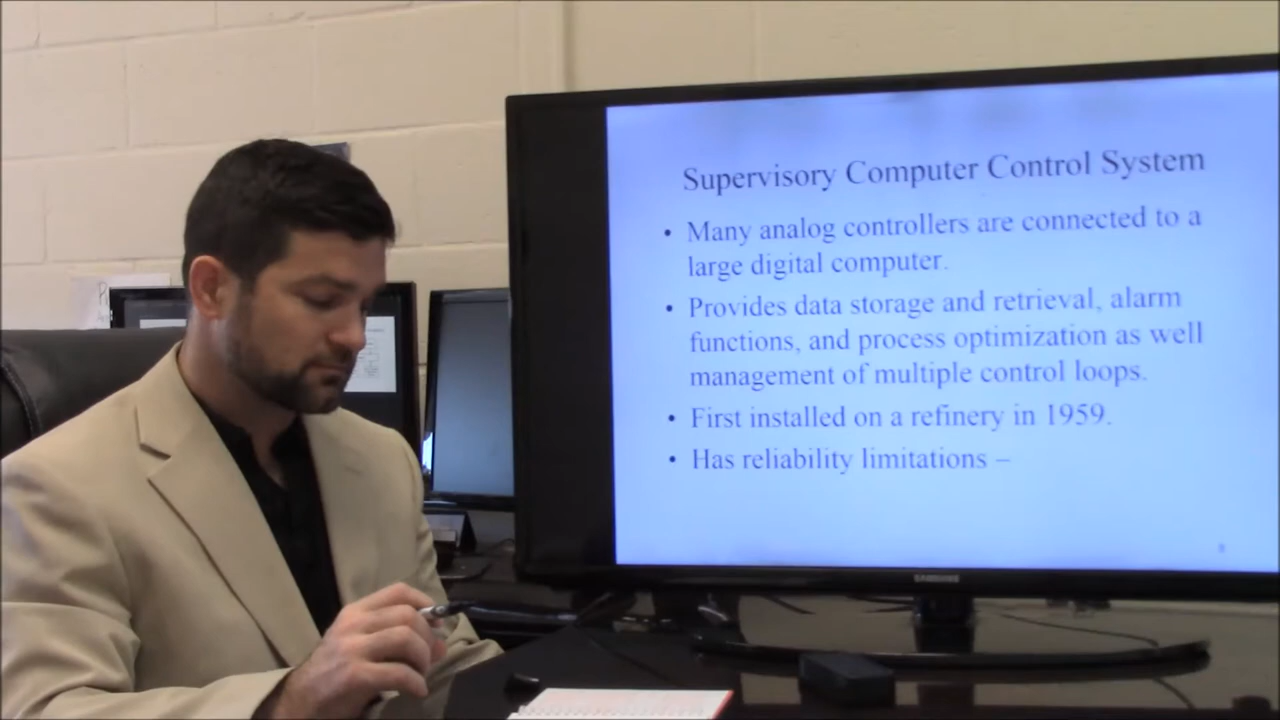 Supervisory Computer Control System
• Many analog controllers are connected to a
large digital computer.
• Provides data storage and retrieval, alarm
functions, and process optimization as well
management of multiple control loops.
• First installed on a refinery in 1959.
• Has reliability limitations –
SAMSUNG